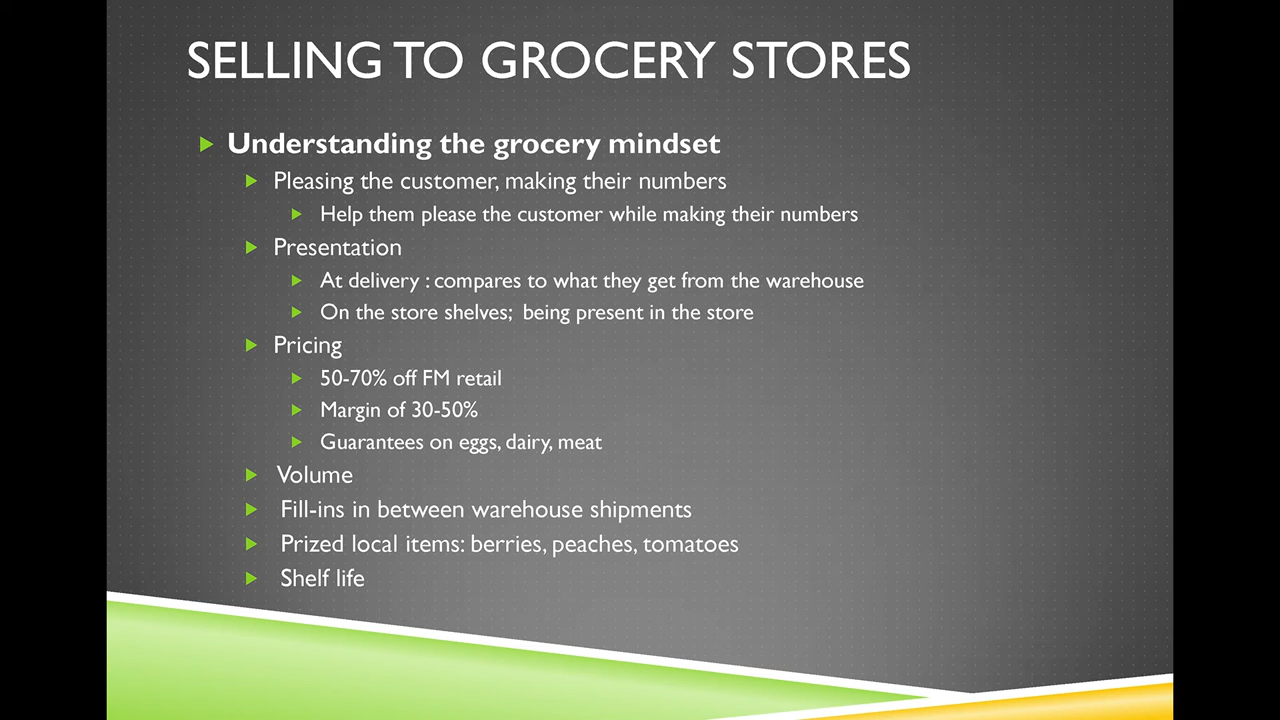 SELLING TO GROCERY STORES
Understanding the grocery mindset
Pleasing the customer, making their numbers
Help them please the customer while making their numbers
Presentation
At delivery : compares to what they get from the warehouse
On the store shelves;  being present in the store
Pricing
50-70% off FM retail
Margin of 30-50%
Guarantees on eggs, dairy, meat
Volume
Fill-ins in between warehouse shipments
Prized local items: berries, peaches, tomatoes
Shelf life